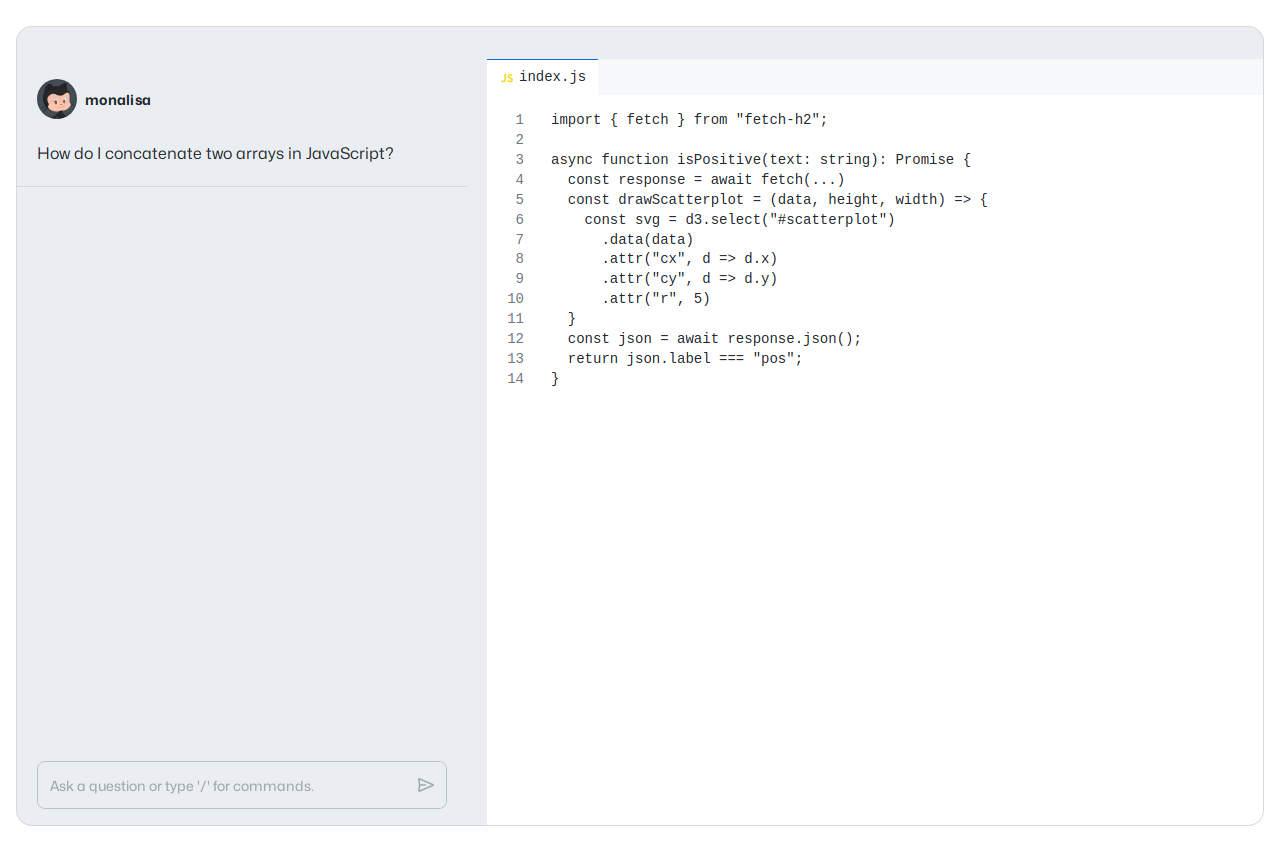 monalisa
How do I concatenate two arrays in JavaScript?
Ask a question or type '/' for commands.
JS index.js
1 import { fetch } from "fetch-h2";
2
3 async function isPositive(text: string): Promise {
4   const response = await fetch(...)
5   const drawScatterplot = (data, height, width) => {
6     const svg = d3.select("#scatterplot")
7       .data(data)
8       .attr("cx", d => d.x)
9       .attr("cy", d => d.y)
10       .attr("r", 5)
11   }
12   const json = await response.json();
13   return json.label === "pos";
14 }